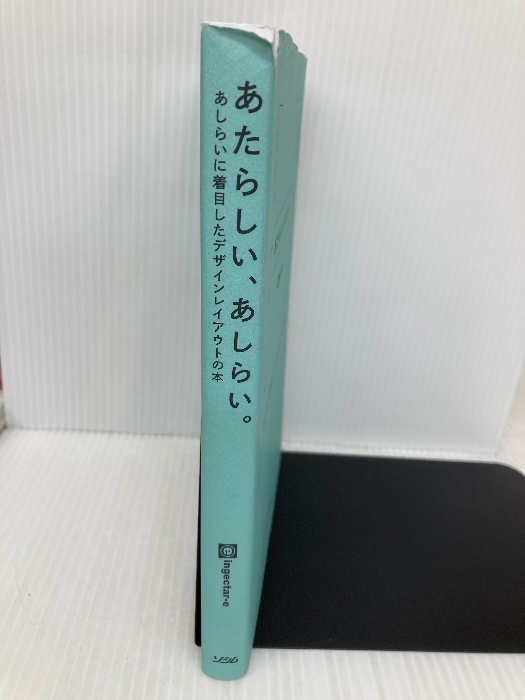 あたらしい、あしらい。
あしらいに着目したデザインレイアウトの本
ingectar-e
ソシム